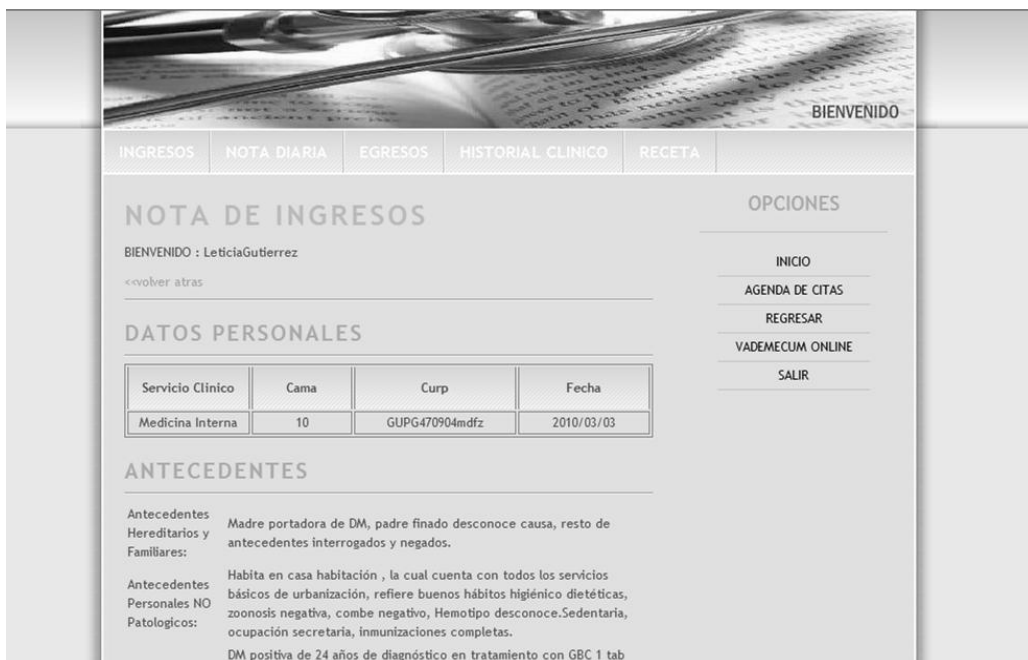 BIENVENIDO
INGRESOS NOTA DIARIA EGRESOS HISTORIAL CLINICO RECETA
NOTA DE INGRESOS
BIENVENIDO : LeticiaGutierrez
<<volver atras
DATOS PERSONALES
Servicio Clinico Cama Curp Fecha
Medicina Interna 10 GUPG470904mdfz 2010/03/03
ANTECEDENTES
Antecedentes
Hereditarios y
Familiares:
Madre portadora de DM, padre finado desconoce causa, resto de
antecedentes interrogados y negados.
Antecedentes
Personales NO
Patologicos:
Habita en casa habitación , la cual cuenta con todos los servicios
básicos de urbanización, refiere buenos hábitos higiénico dietéticas,
zoonosis negativa, combe negativo, Hemotipo desconoce.Sedentaria,
ocupación secretaria, inmunizaciones completas.
DM positiva de 24 años de diagnóstico en tratamiento con GBC 1 tab
OPCIONES
INICIO
AGENDA DE CITAS
REGRESAR
VADEMECUM ONLINE
SALIR